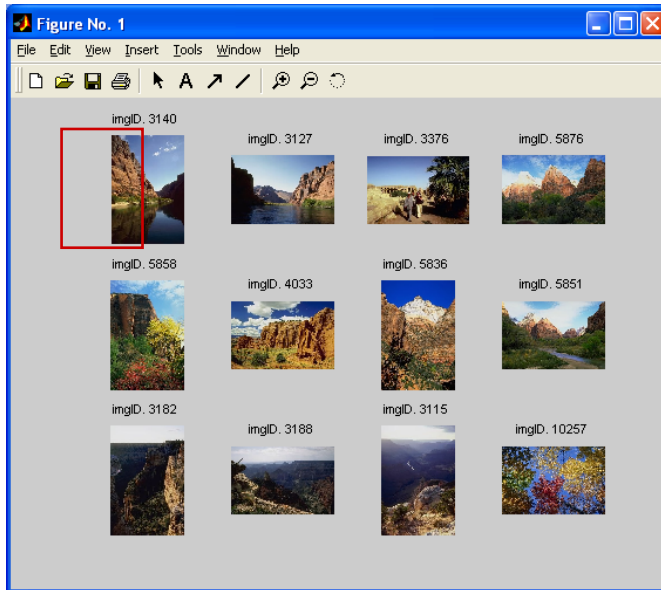 Figure No. 1
File Edit View Insert Tools Window Help
A
imgID. 3140
imgID. 3127
imgID. 3376
imgID. 5876
imgID. 5858
imgID. 4033
imgID. 5836
imgID. 5851
imgID. 3182
imgID. 3188
imgID. 3115
imgID. 10257